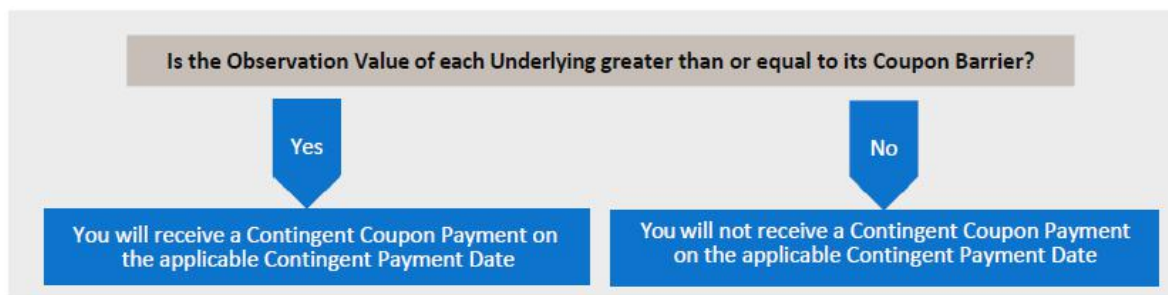 Is the Observation Value of each Underlying greater than or equal to its Coupon Barrier?
Yes
No
You will receive a Contingent Coupon Payment on
the applicable Contingent Payment Date
You will not receive a Contingent Coupon Payment
on the applicable Contingent Payment Date